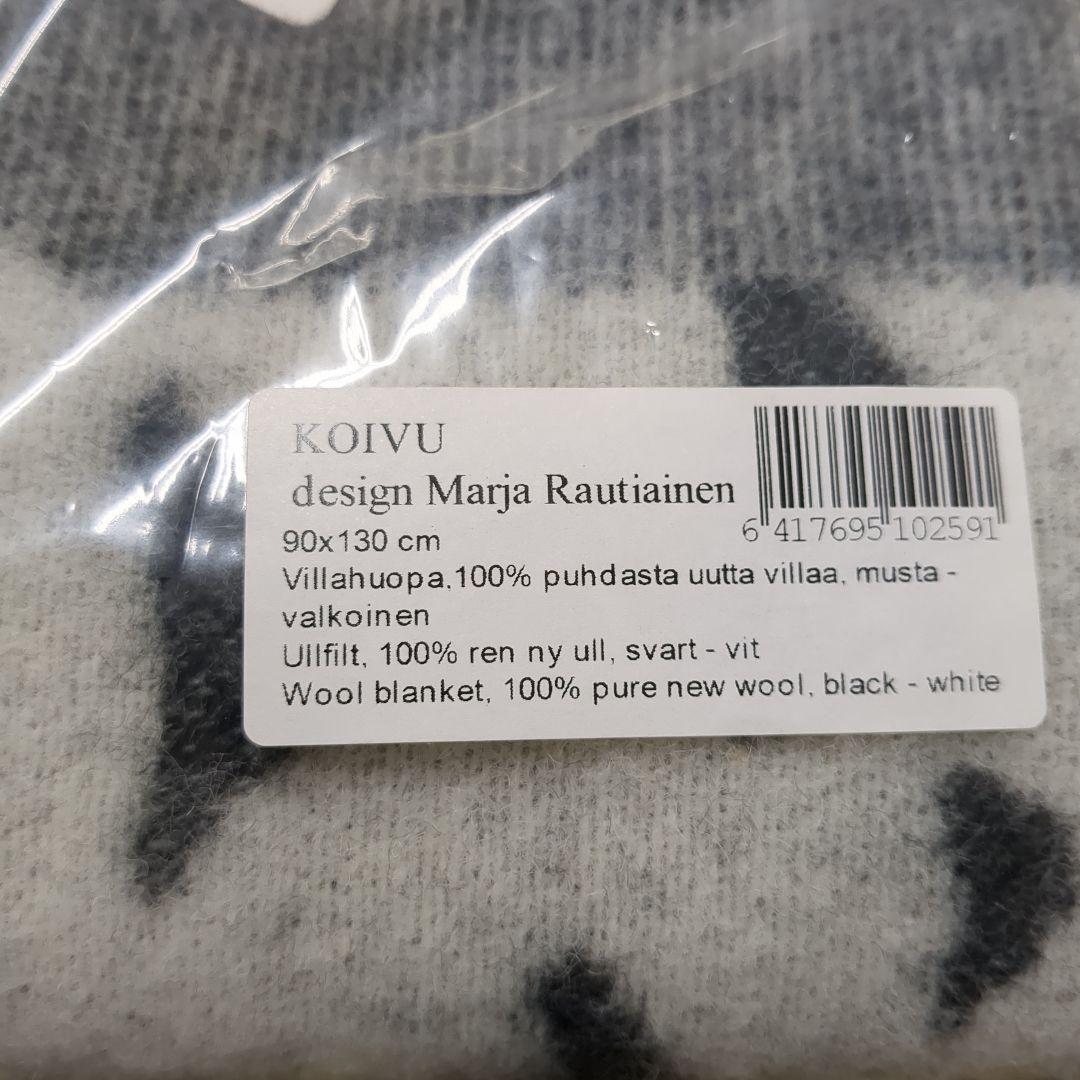 KOIVU
design Marja Rautiainen
6 417695 102591
90x130 cm
Villahuopa,100% puhdasta uutta villaa, musta -
valkoinen
Ullfilt, 100% ren ny ull, svart - vit
Wool blanket, 100% pure new wool, black - white